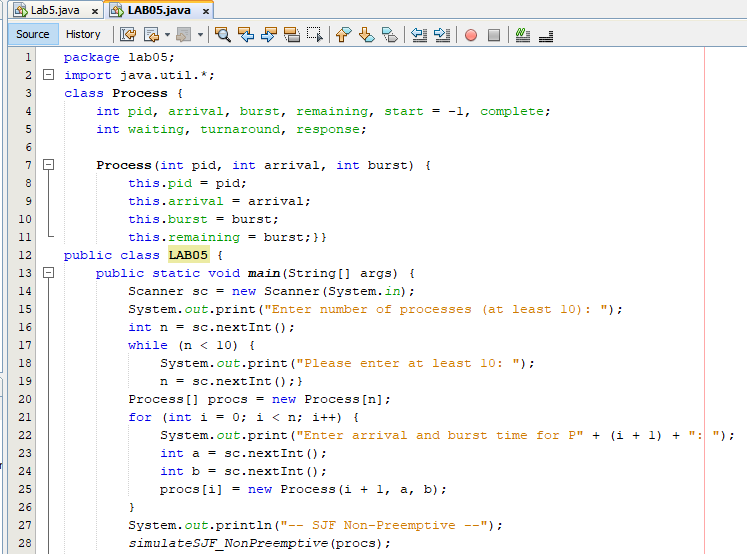 Lab5.java x LAB05.java x
Source History
1 package lab05;
2 import java.util.*;
3 class Process {
4     int pid, arrival, burst, remaining, start = -1, complete;
5     int waiting, turnaround, response;
6
7     Process(int pid, int arrival, int burst) {
8         this.pid = pid;
9         this.arrival = arrival;
10         this.burst = burst;
11         this.remaining = burst;}}
12 public class LAB05 {
13     public static void main(String[] args) {
14         Scanner sc = new Scanner(System.in);
15         System.out.print("Enter number of processes (at least 10): ");
16         int n = sc.nextInt();
17         while (n < 10) {
18             System.out.print("Please enter at least 10: ");
19             n = sc.nextInt();}
20         Process[] procs = new Process[n];
21         for (int i = 0; i < n; i++) {
22             System.out.print("Enter arrival and burst time for P" + (i + 1) + ": ");
23             int a = sc.nextInt();
24             int b = sc.nextInt();
25             procs[i] = new Process(i + 1, a, b);
26         }
27         System.out.println("-- SJF Non-Preemptive --");
28         simulateSJF_NonPreemptive(procs);